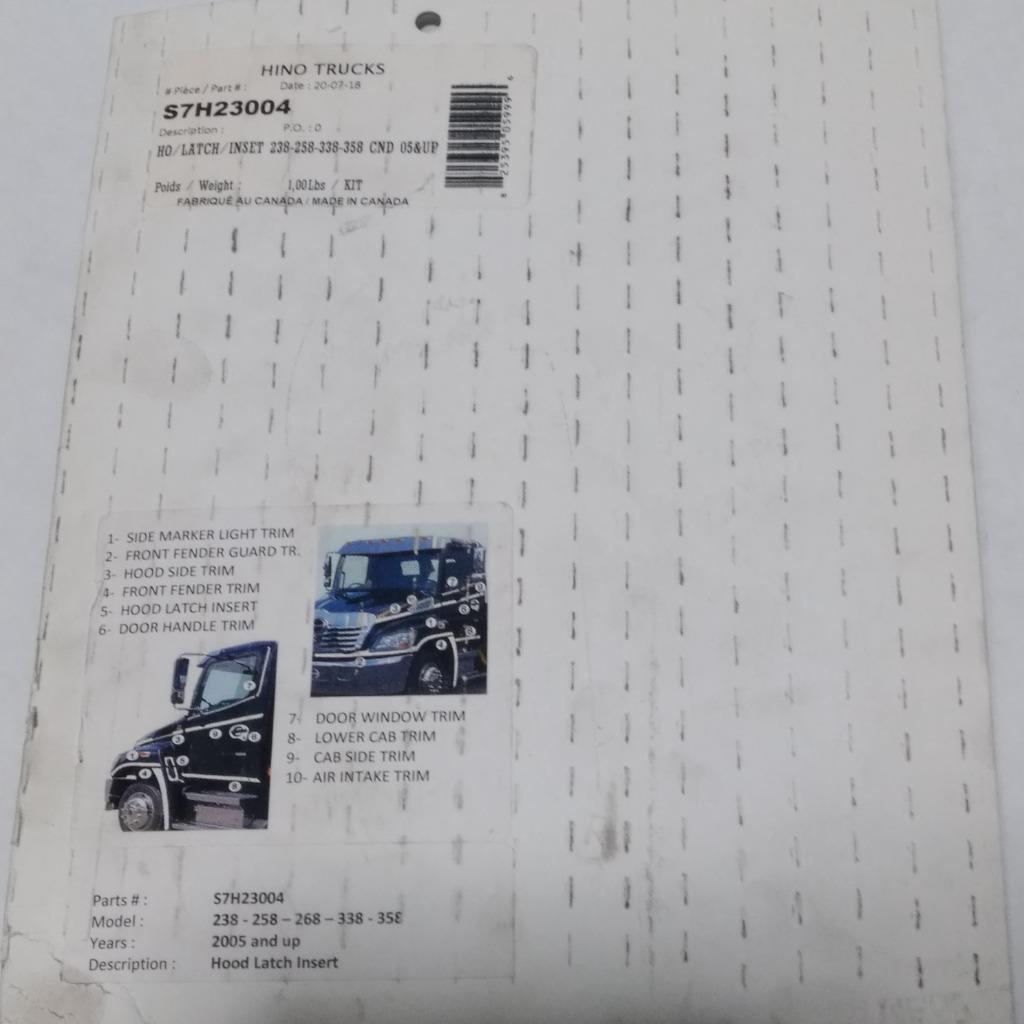 HINO TRUCKS
# Pièce / Part # : Date : 20-07-18
S7H23004
Description : P.O. : 0
HO/LATCH/INSET 238-258-338-358 CND 05&UP
Poids / Weight : 1,00Lbs / KIT
FABRIQUÉ AU CANADA / MADE IN CANADA
8 25393 05999 6
1- SIDE MARKER LIGHT TRIM
2- FRONT FENDER GUARD TR.
3- HOOD SIDE TRIM
4- FRONT FENDER TRIM
5- HOOD LATCH INSERT
6- DOOR HANDLE TRIM
7- DOOR WINDOW TRIM
8- LOWER CAB TRIM
9- CAB SIDE TRIM
10- AIR INTAKE TRIM
Parts # : S7H23004
Model : 238 - 258 – 268 – 338 - 358
Years : 2005 and up
Description : Hood Latch Insert